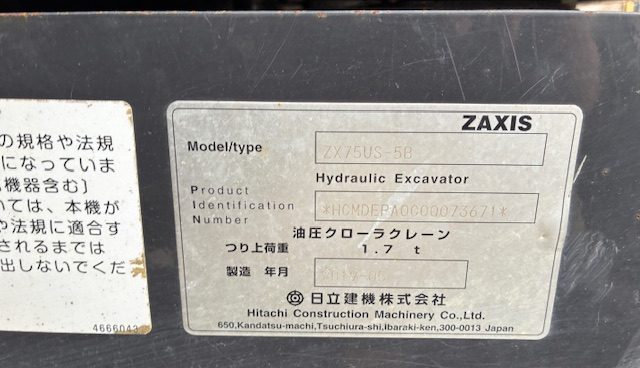 の規格や法規
になっていま
機器含む）
いては、本機が
や法規に適合す
されるまでは
出しないでくだ
4666043
ZAXIS
Model/type ZX75US-5B
Hydraulic Excavator
Product
Identification
Number
油圧クローラクレーン
つり上荷重 1.7 t
製造 年月
日立建機株式会社
Hitachi Construction Machinery Co.,Ltd.
650,Kandatsu-machi,Tsuchiura-shi,Ibaraki-ken,300-0013 Japan